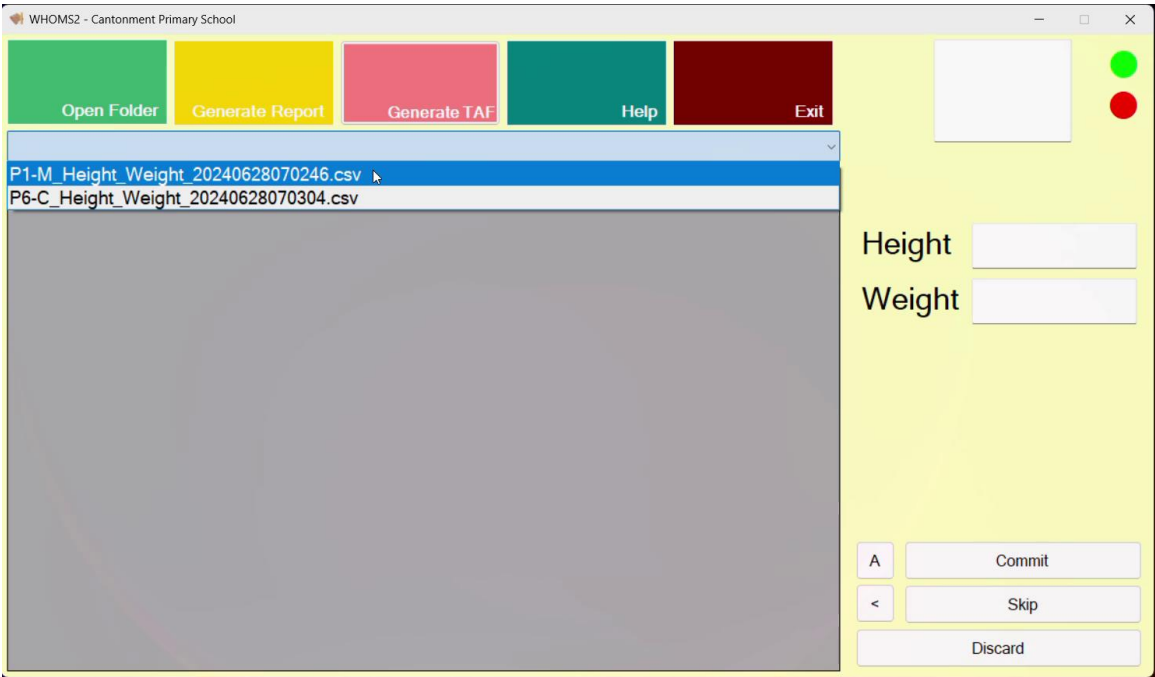 WHOMS2 - Cantonment Primary School
Open Folder
Generate Report
Generate TAF
Help
Exit
P1-M_Height_Weight_20240628070246.csv
P6-C_Height_Weight_20240628070304.csv
Height
Weight
A
Commit
<
Skip
Discard